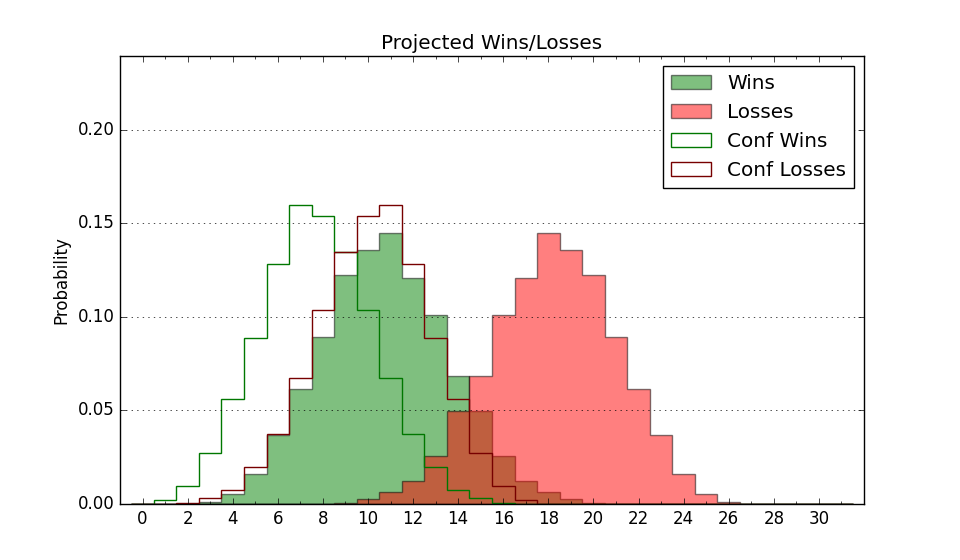 Projected Wins/Losses
Wins
Losses
Conf Wins
Conf Losses
Probability
0.20
0.15
0.10
0.05
0.00
0 2 4 6 8 10 12 14 16 18 20 22 24 26 28 30